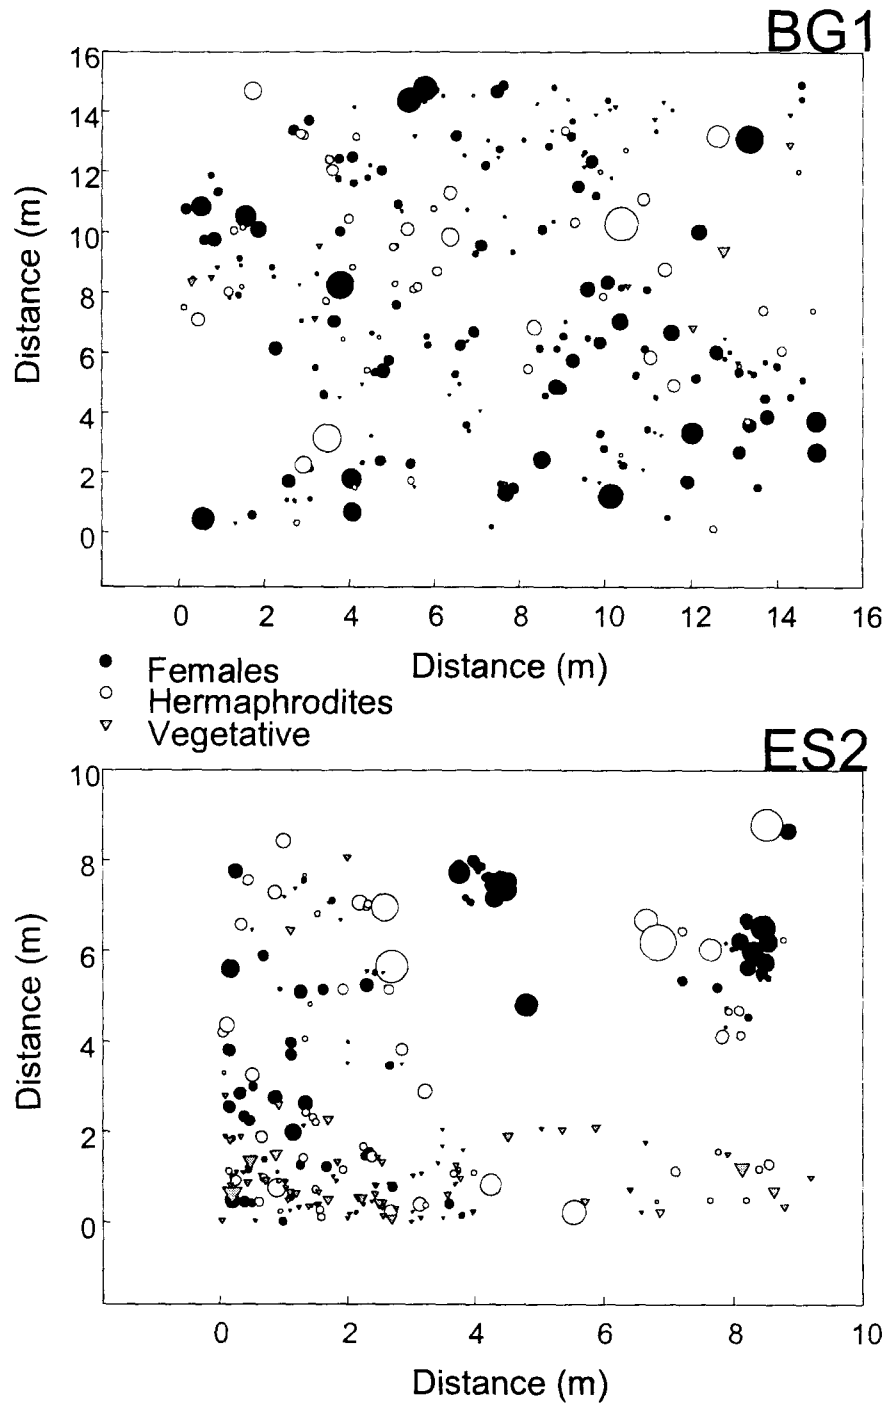 BG1
16
14
12
10
8
6
4
2
0
Distance (m)
0 2 4 6 8 10 12 14 16
Distance (m)
Females
Hermaphrodites
Vegetative
ES2
10
8
6
4
2
0
Distance (m)
0 2 4 6 8 10
Distance (m)